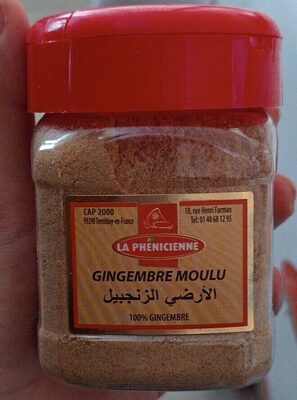 CAP 2000
93290 Tremblay-en-France
18, rue Henri Farman
Tel: 01 48 68 12 95
LA PHÉNICIENNE
GINGEMBRE MOULU
الأرضي الزنجبيل
100% GINGEMBRE